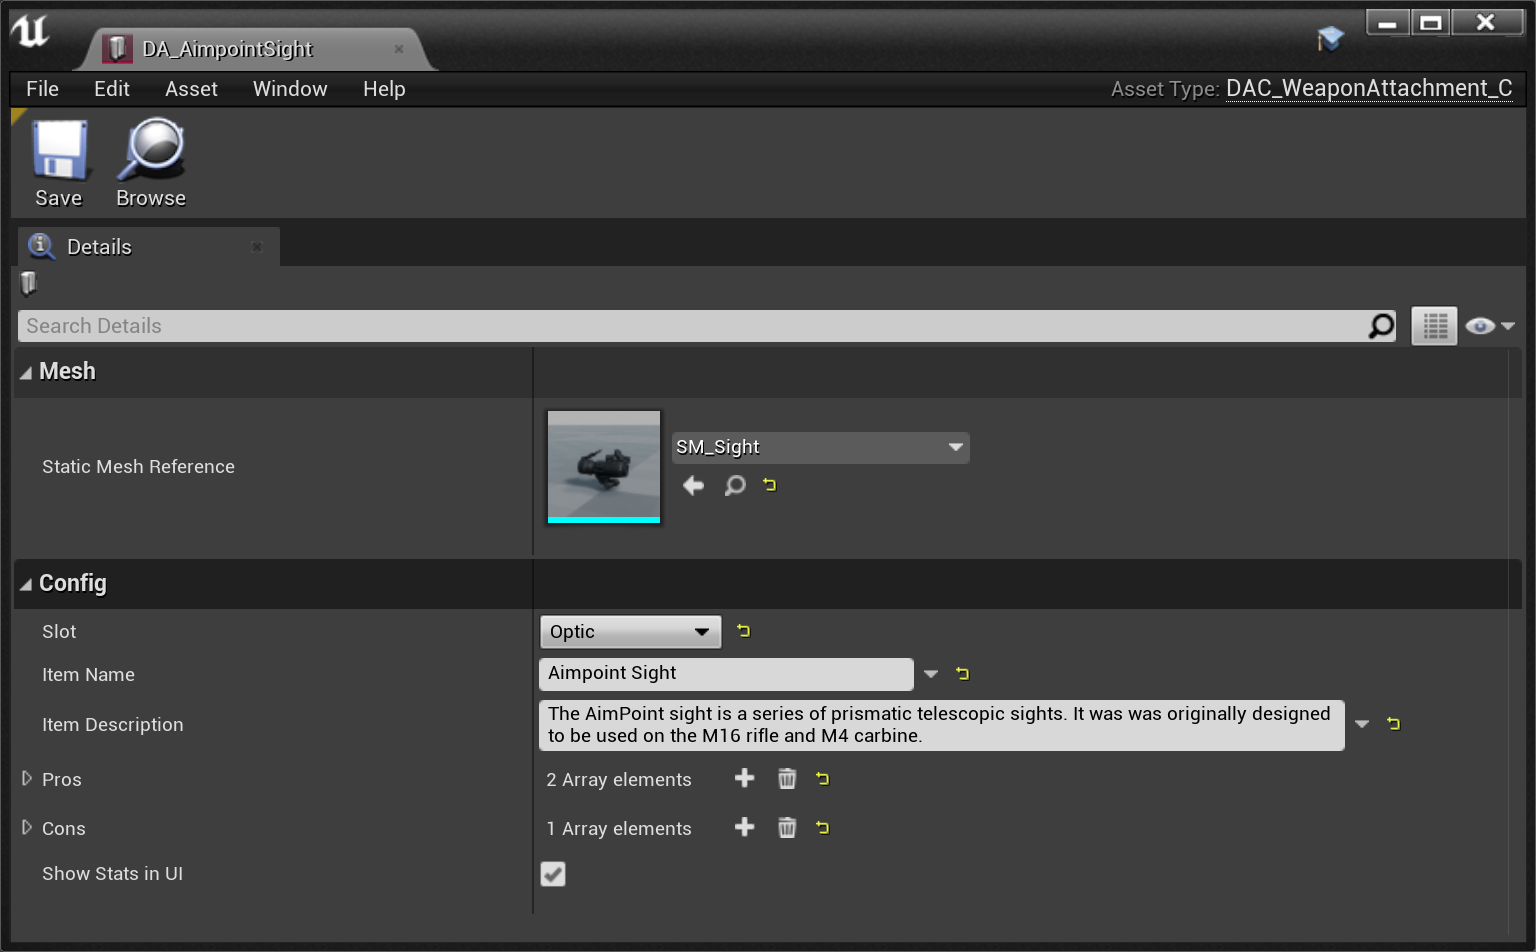 DA_AimpointSight
File Edit Asset Window Help
Asset Type: DAC_WeaponAttachment_C
Save Browse
Details
Search Details
Mesh
Static Mesh Reference
SM_Sight
Config
Slot
Optic
Item Name
Aimpoint Sight
Item Description
The AimPoint sight is a series of prismatic telescopic sights. It was was originally designed
to be used on the M16 rifle and M4 carbine.
Pros
2 Array elements
Cons
1 Array elements
Show Stats in UI